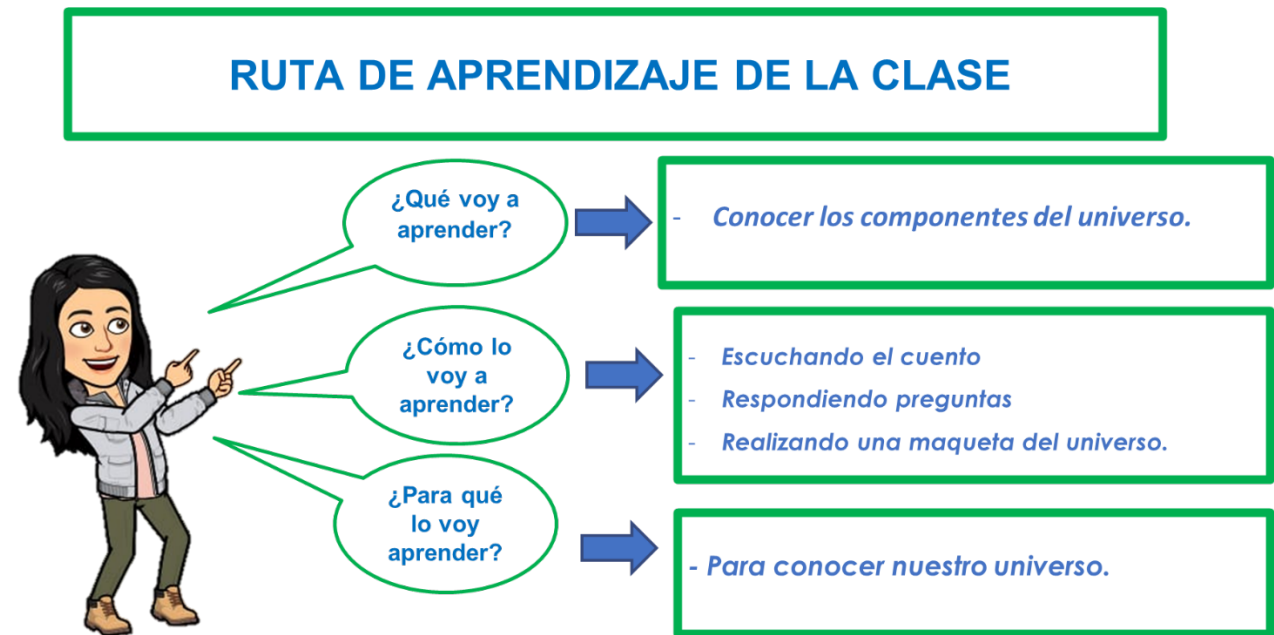 RUTA DE APRENDIZAJE DE LA CLASE
¿Qué voy a
aprender?
- Conocer los componentes del universo.
¿Cómo lo
voy a
aprender?
- Escuchando el cuento
- Respondiendo preguntas
- Realizando una maqueta del universo.
¿Para qué
lo voy
aprender?
- Para conocer nuestro universo.